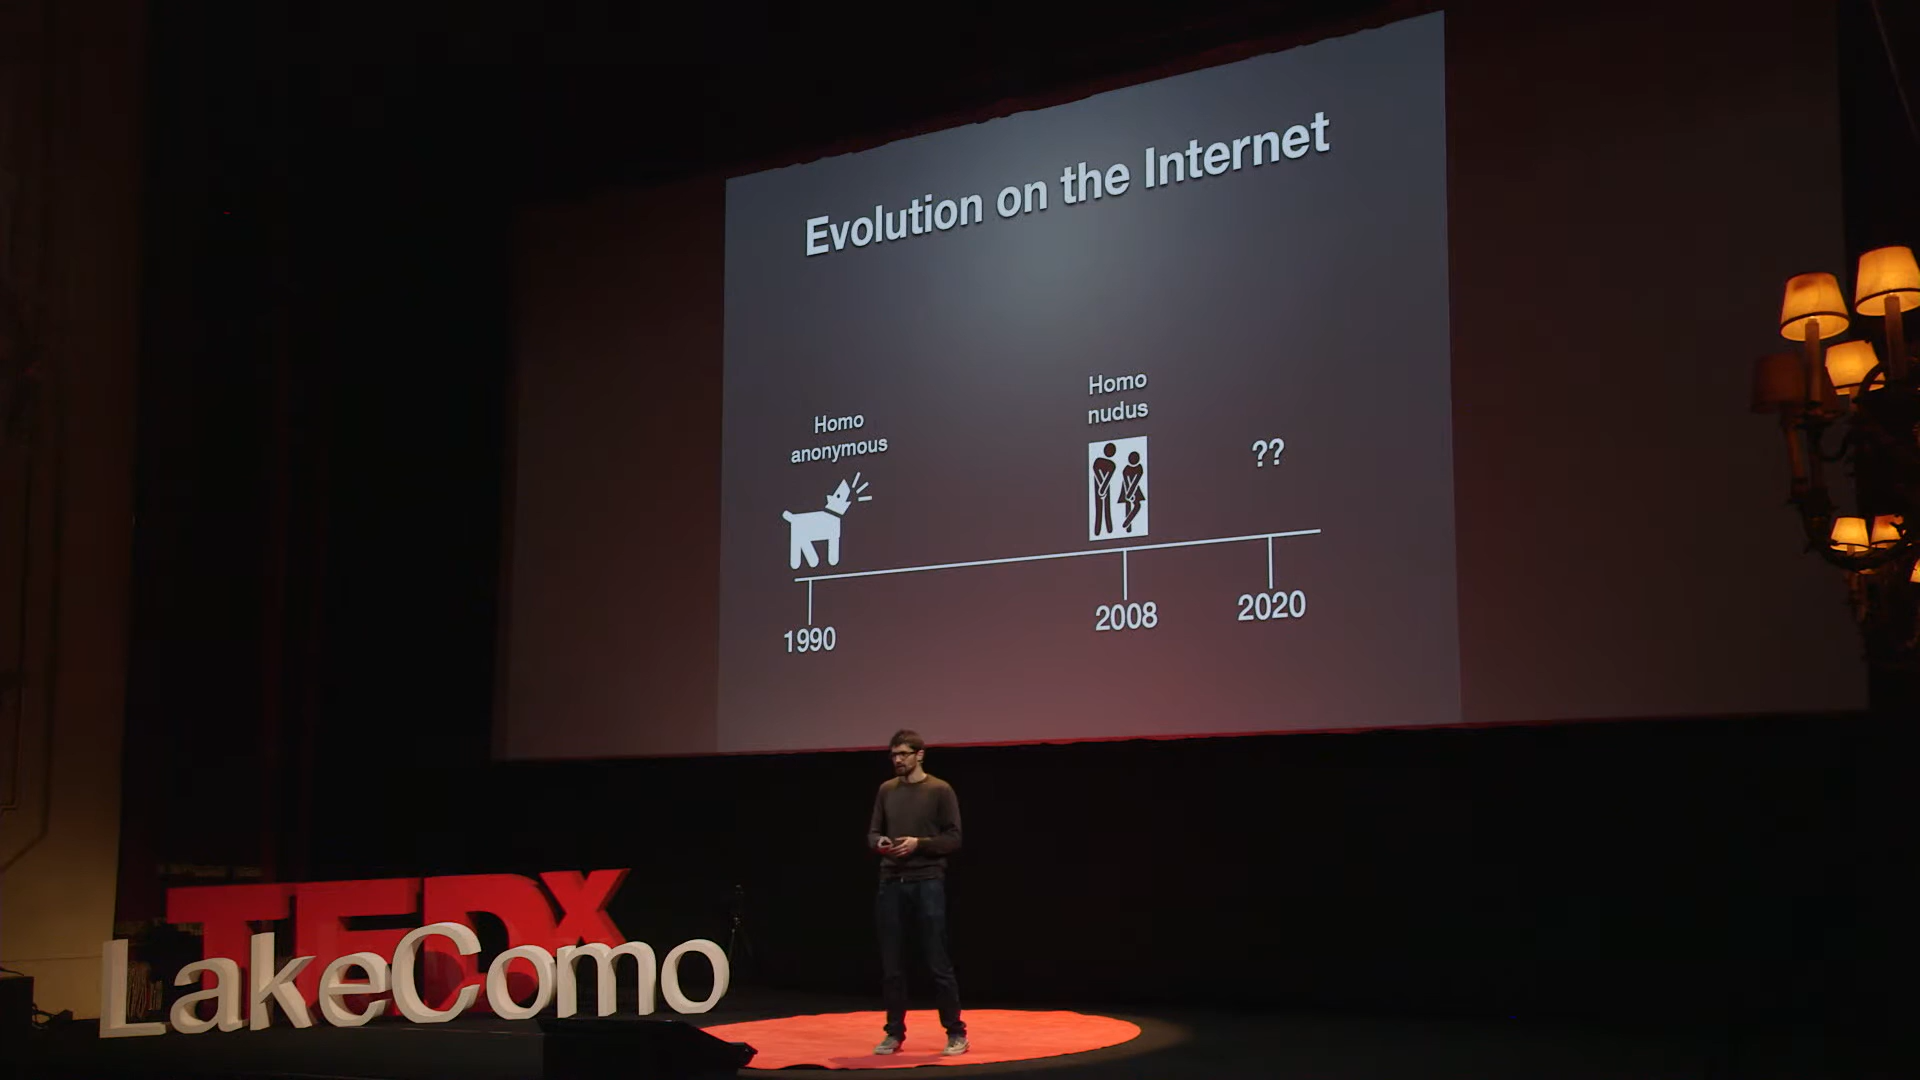 Evolution on the Internet
Homo
anonymous
Homo
nudus
??
1990
2008
2020
TEDx
LakeComo